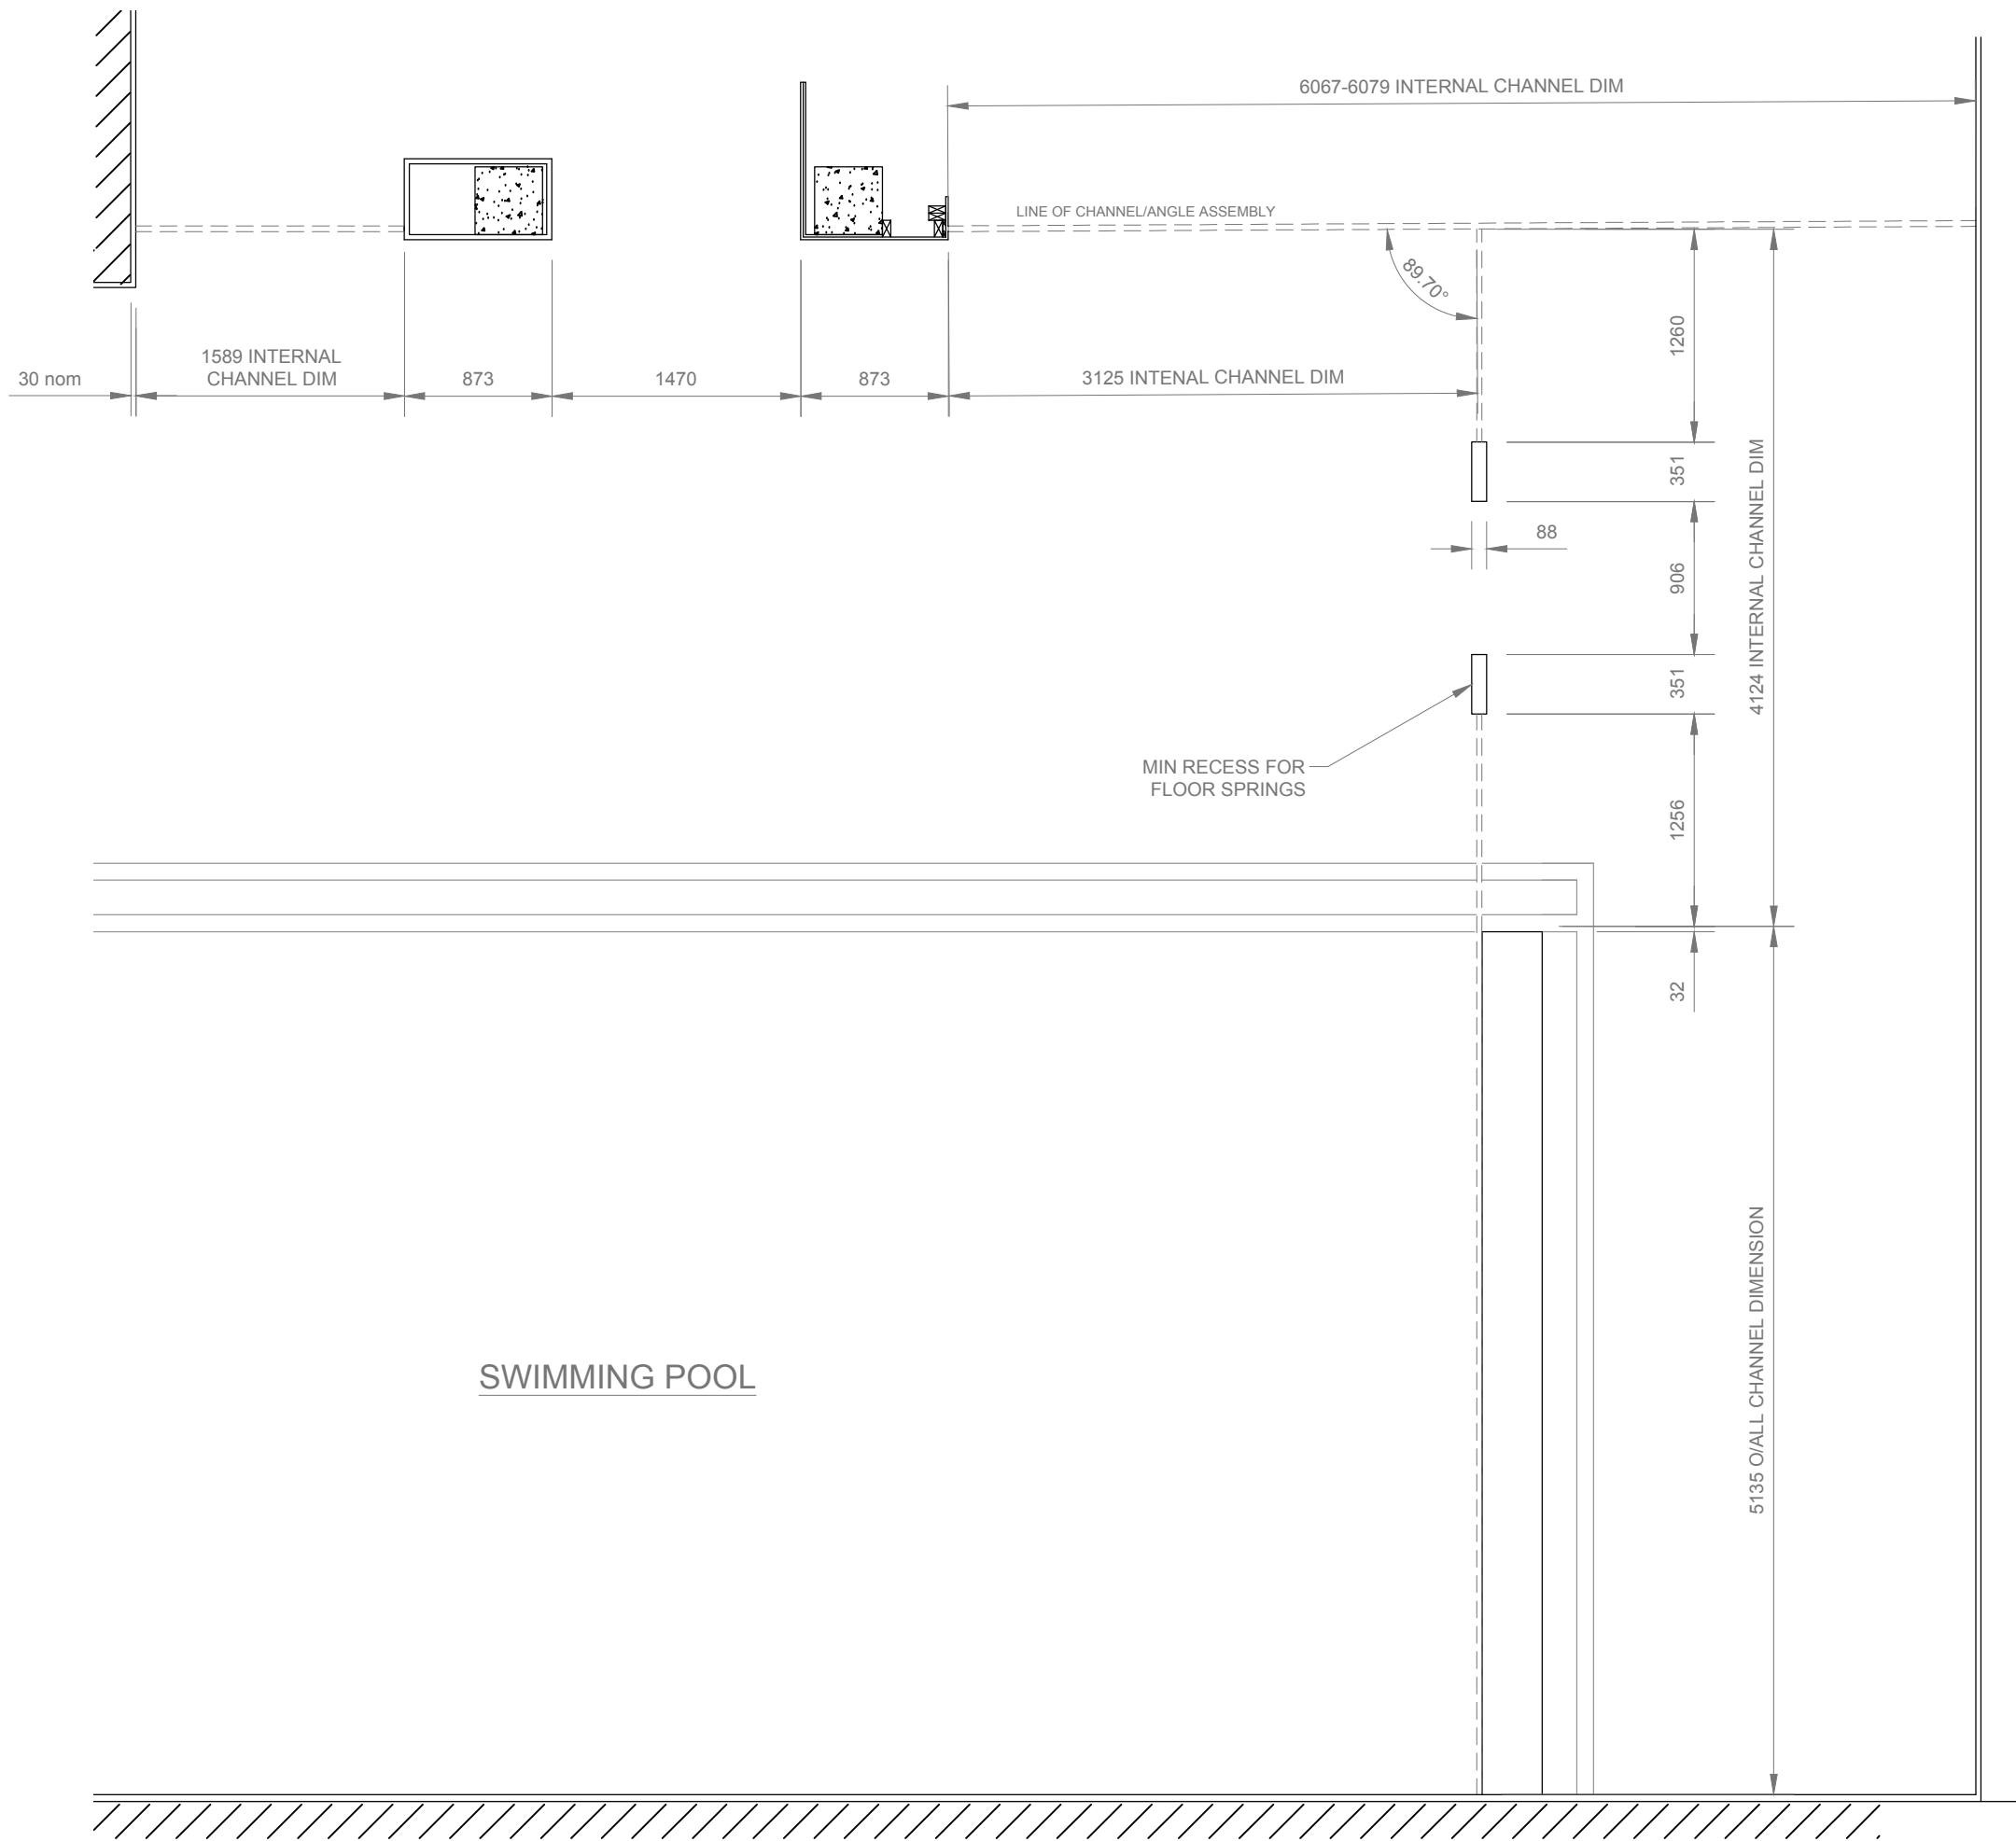 6067-6079 INTERNAL CHANNEL DIM
LINE OF CHANNEL/ANGLE ASSEMBLY
89.70°
1260
30 nom
1589 INTERNAL
CHANNEL DIM
873
1470
873
3125 INTENAL CHANNEL DIM
351
4124 INTERNAL CHANNEL DIM
88
906
351
MIN RECESS FOR
FLOOR SPRINGS
1256
32
5135 O/ALL CHANNEL DIMENSION
SWIMMING POOL